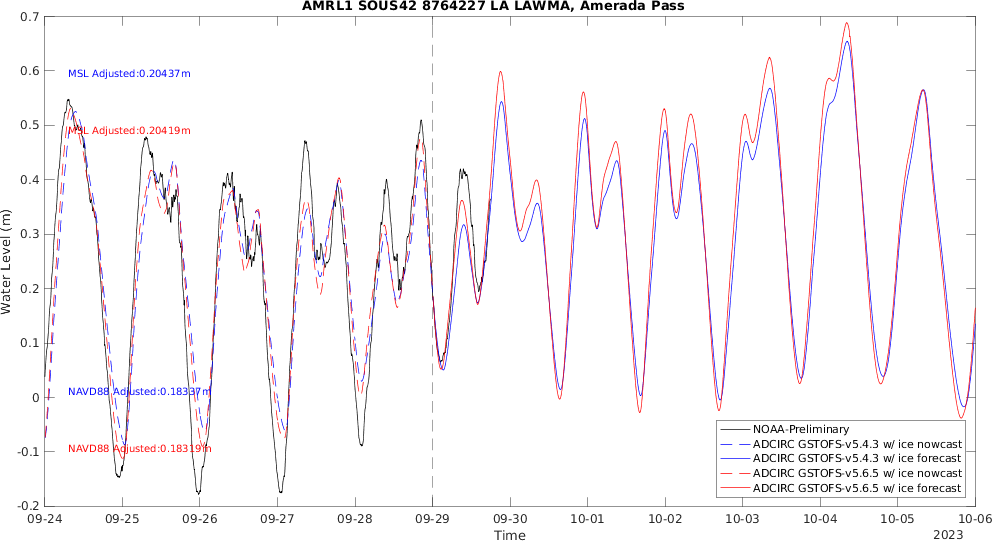 AMRL1 SOUS42 8764227 LA LAWMA, Amerada Pass
0.7
0.6
0.5
0.4
0.3
0.2
0.1
0
-0.1
-0.2
Water Level (m)
MSL Adjusted:0.20437m
MSL Adjusted:0.20419m
NAVD88 Adjusted:0.18337m
NAVD88 Adjusted:0.18319m
NOAA-Preliminary
ADCIRC GSTOFS-v5.4.3 w/ ice nowcast
ADCIRC GSTOFS-v5.4.3 w/ ice forecast
ADCIRC GSTOFS-v5.6.5 w/ ice nowcast
ADCIRC GSTOFS-v5.6.5 w/ ice forecast
09-24 09-25 09-26 09-27 09-28 09-29 09-30 10-01 10-02 10-03 10-04 10-05 10-06
Time
2023